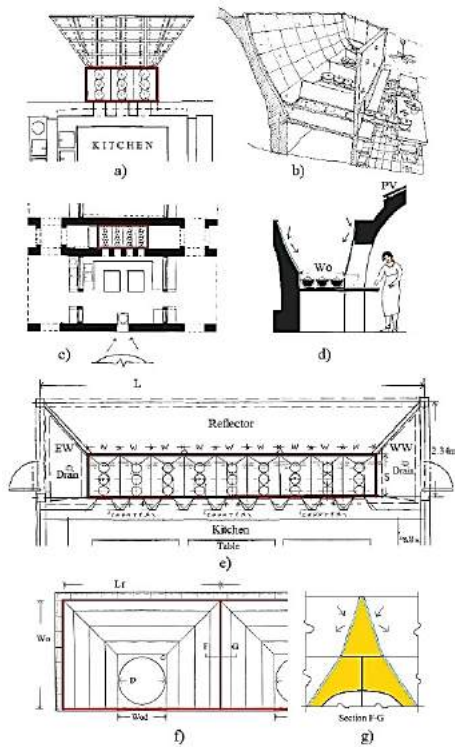 KITCHEN
a)
b)
PV
Wo
c)
d)
L
Reflector
EW
WW
W W W W W W W W
2.34m
Drain
Drain
S
Kitchen
Table
e)
Lr
Wo
F G
D
Wod
f)
Section F-G
g)